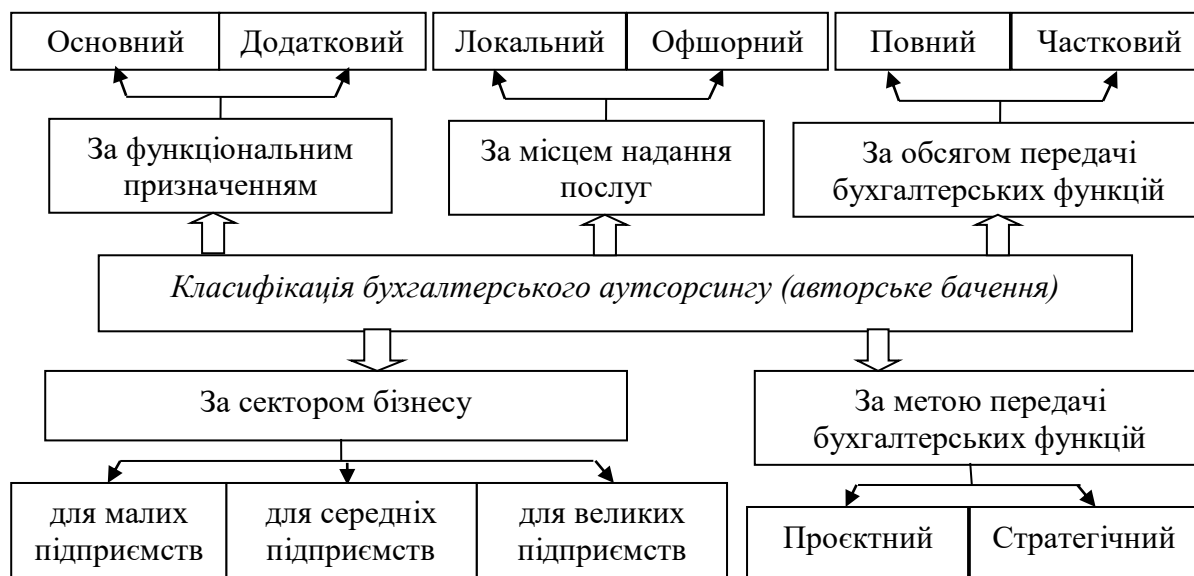 Основний Додатковий Локальний Офшорний Повний Частковий
За функціональним
призначенням
За місцем надання
послуг
За обсягом передачі
бухгалтерських функцій
Класифікація бухгалтерського аутсорсингу (авторське бачення)
За сектором бізнесу
За метою передачі
бухгалтерських функцій
для малих
підприємств
для середніх
підприємств
для великих
підприємств
Проєктний Стратегічний